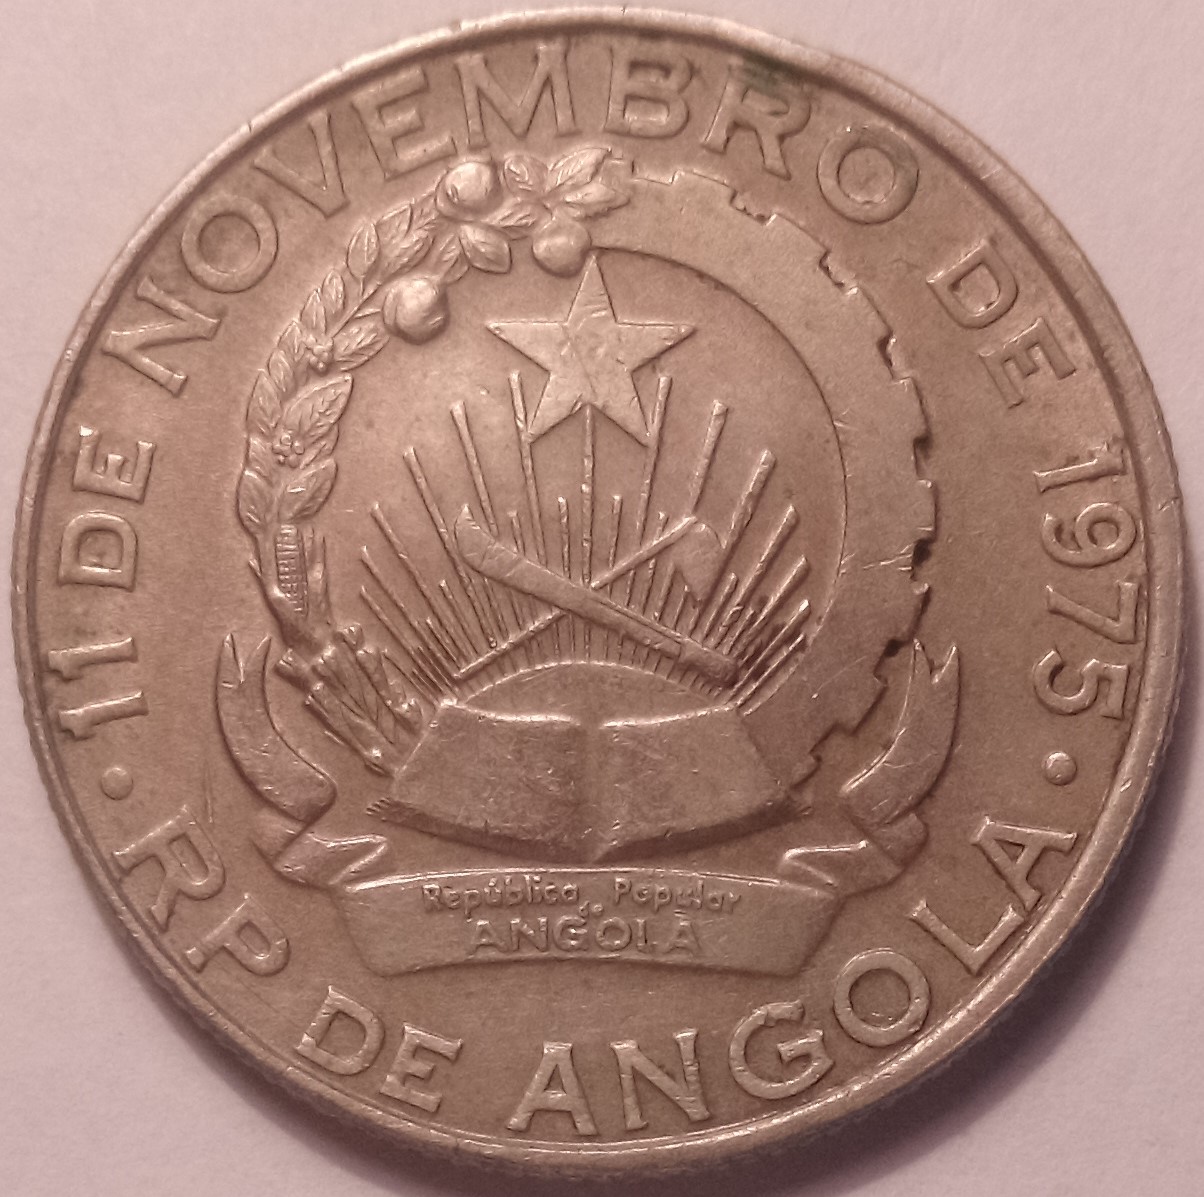 11 DE NOVEMBRO DE 1975
República Popular
de
ANGOLA
· RP DE ANGOLA ·